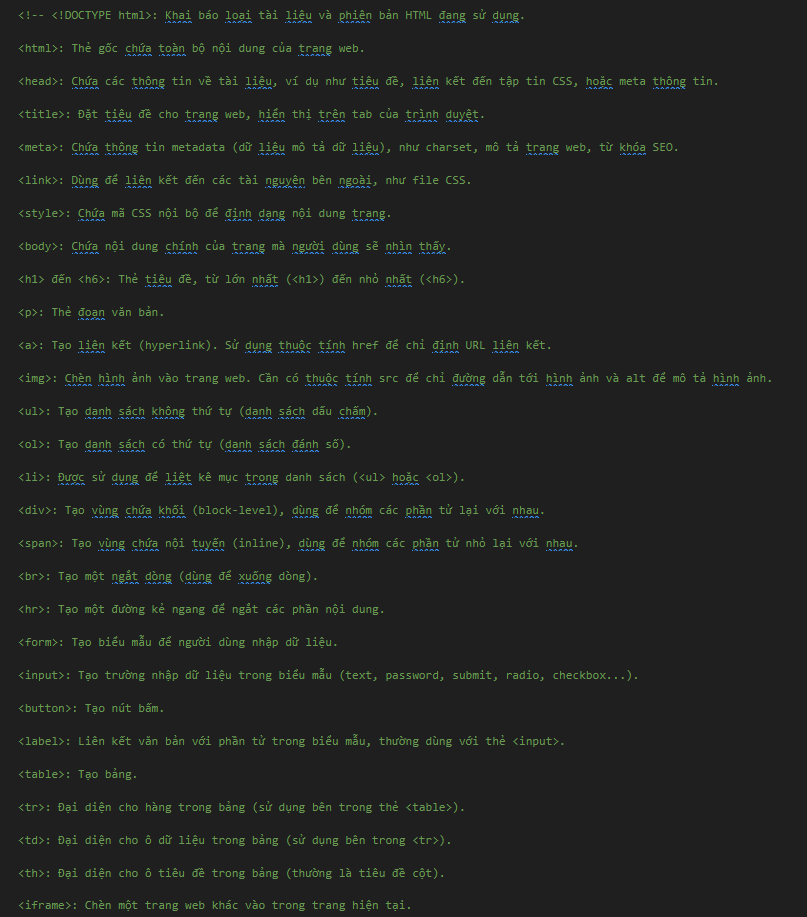 <!-- <!DOCTYPE html>: Khai báo loại tài liệu và phiên bản HTML đang sử dụng.
<html>: Thẻ gốc chứa toàn bộ nội dung của trang web.
<head>: Chứa các thông tin về tài liệu, ví dụ như tiêu đề, liên kết đến tập tin CSS, hoặc meta thông tin.
<title>: Đặt tiêu đề cho trang web, hiển thị trên tab của trình duyệt.
<meta>: Chứa thông tin metadata (dữ liệu mô tả dữ liệu), như charset, mô tả trang web, từ khóa SEO.
<link>: Dùng để liên kết đến các tài nguyên bên ngoài, như file CSS.
<style>: Chứa mã CSS nội bộ để định dạng nội dung trang.
<body>: Chứa nội dung chính của trang mà người dùng sẽ nhìn thấy.
<h1> đến <h6>: Thẻ tiêu đề, từ lớn nhất (<h1>) đến nhỏ nhất (<h6>).
<p>: Thẻ đoạn văn bản.
<a>: Tạo liên kết (hyperlink). Sử dụng thuộc tính href để chỉ định URL liên kết.
<img>: Chèn hình ảnh vào trang web. Cần có thuộc tính src để chỉ đường dẫn tới hình ảnh và alt để mô tả hình ảnh.
<ul>: Tạo danh sách không thứ tự (danh sách dấu chấm).
<ol>: Tạo danh sách có thứ tự (danh sách đánh số).
<li>: Được sử dụng để liệt kê mục trong danh sách (<ul> hoặc <ol>).
<div>: Tạo vùng chứa khối (block-level), dùng để nhóm các phần tử lại với nhau.
<span>: Tạo vùng chứa nội tuyến (inline), dùng để nhóm các phần tử nhỏ lại với nhau.
<br>: Tạo một ngắt dòng (dùng để xuống dòng).
<hr>: Tạo một đường kẻ ngang để ngắt các phần nội dung.
<form>: Tạo biểu mẫu để người dùng nhập dữ liệu.
<input>: Tạo trường nhập dữ liệu trong biểu mẫu (text, password, submit, radio, checkbox...).
<button>: Tạo nút bấm.
<label>: Liên kết văn bản với phần tử trong biểu mẫu, thường dùng với thẻ <input>.
<table>: Tạo bảng.
<tr>: Đại diện cho hàng trong bảng (sử dụng bên trong thẻ <table>).
<td>: Đại diện cho ô dữ liệu trong bảng (sử dụng bên trong <tr>).
<th>: Đại diện cho ô tiêu đề trong bảng (thường là tiêu đề cột).
<iframe>: Chèn một trang web khác vào trong trang hiện tại.